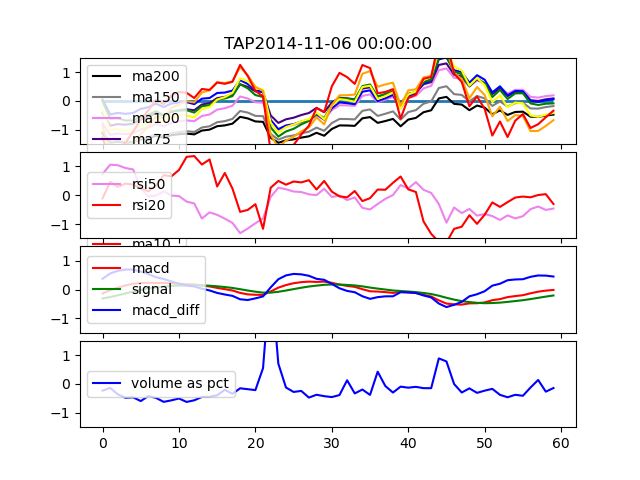 TAP2014-11-06 00:00:00
1
0
−1
ma200
ma150
ma100
ma75
1
0
−1
rsi50
rsi20
ma10
1
0
−1
macd
signal
macd_diff
1
0
−1
volume as pct
0 10 20 30 40 50 60